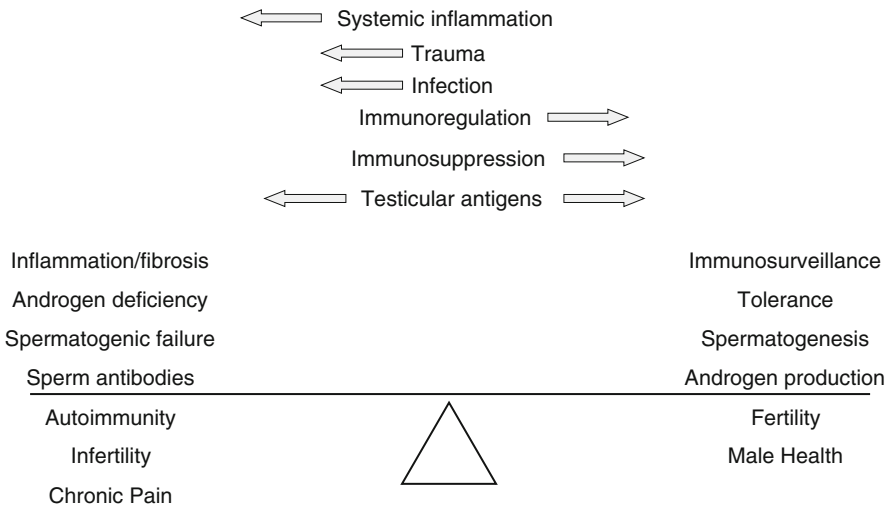 Systemic inflammation
Trauma
Infection
Immunoregulation
Immunosuppression
Testicular antigens
Inflammation/fibrosis
Androgen deficiency
Spermatogenic failure
Sperm antibodies
Autoimmunity
Infertility
Chronic Pain
Immunosurveillance
Tolerance
Spermatogenesis
Androgen production
Fertility
Male Health